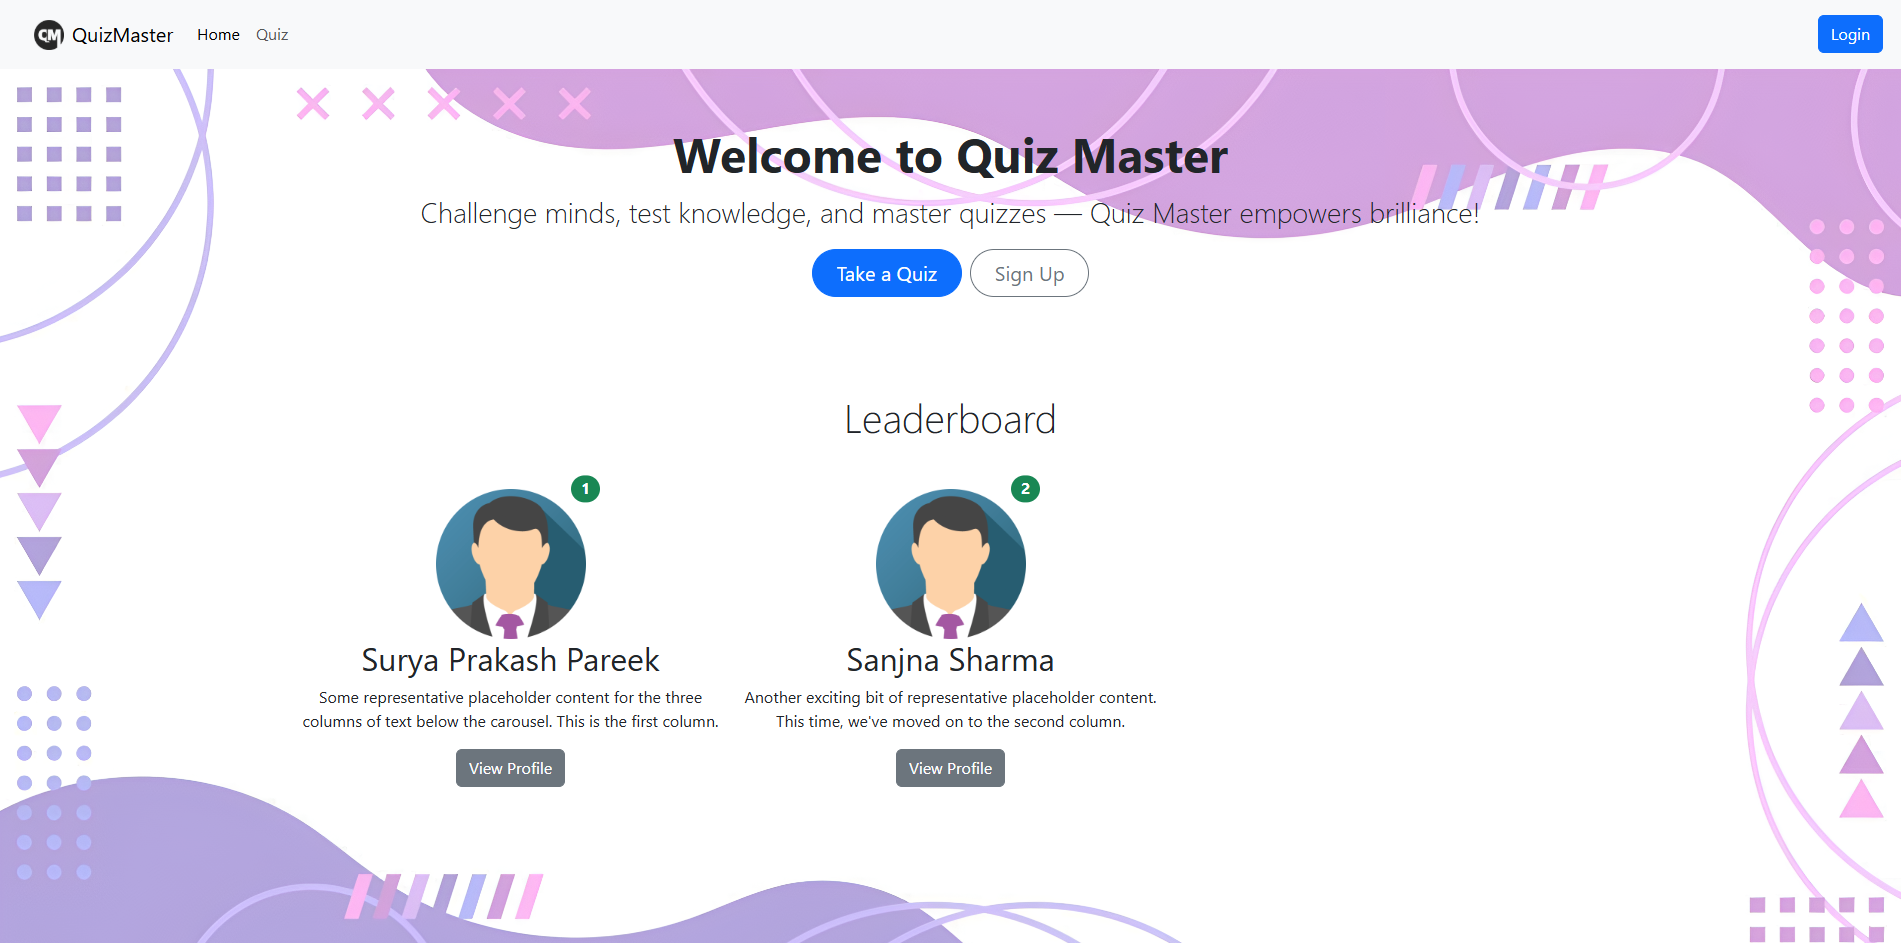 QM QuizMaster Home Quiz Login
Welcome to Quiz Master
Challenge minds, test knowledge, and master quizzes — Quiz Master empowers brilliance!
Take a Quiz Sign Up
Leaderboard
1 2
Surya Prakash Pareek
Some representative placeholder content for the three
columns of text below the carousel. This is the first column.
View Profile
Sanjna Sharma
Another exciting bit of representative placeholder content.
This time, we've moved on to the second column.
View Profile